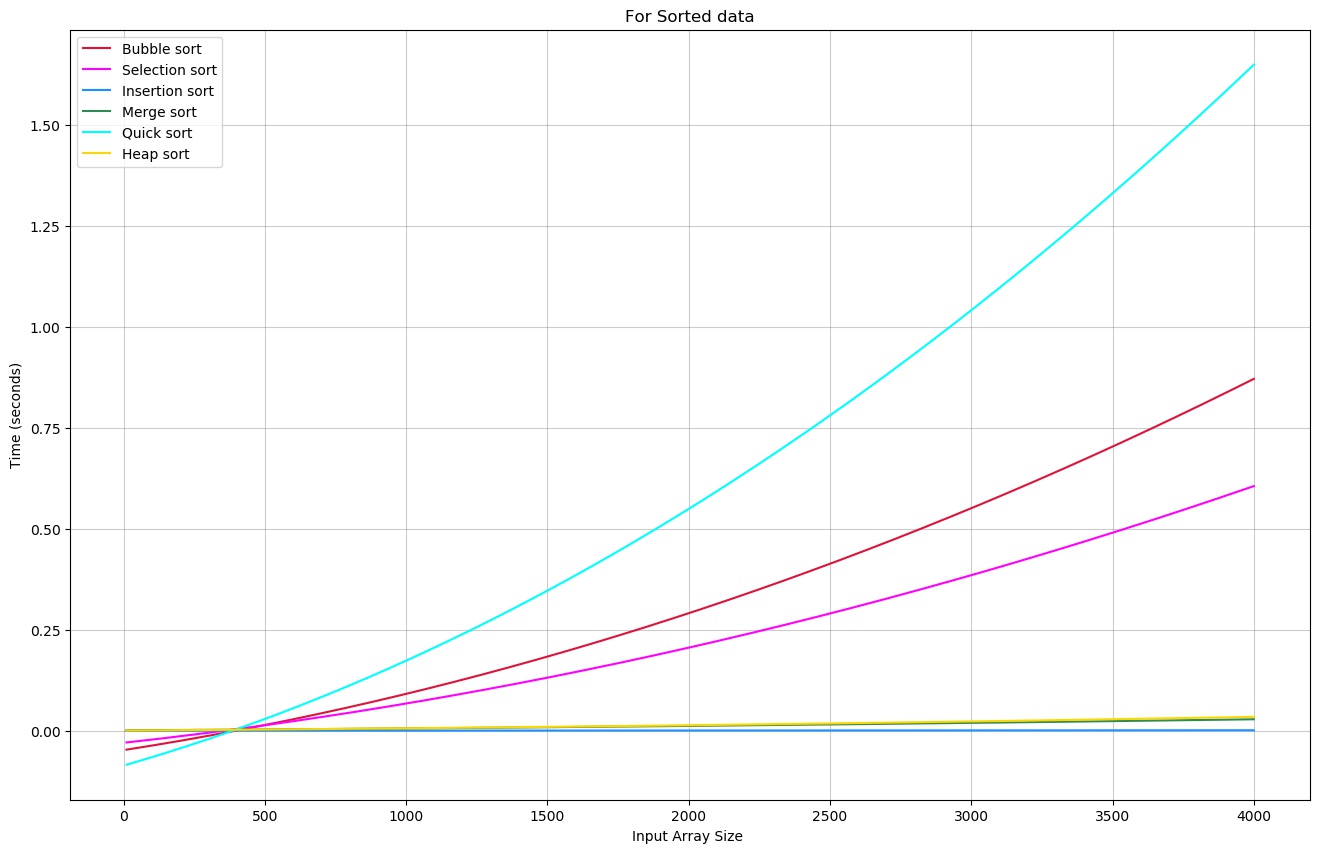 For Sorted data
Bubble sort
Selection sort
Insertion sort
Merge sort
Quick sort
Heap sort
Time (seconds)
1.50
1.25
1.00
0.75
0.50
0.25
0.00
0 500 1000 1500 2000 2500 3000 3500 4000
Input Array Size